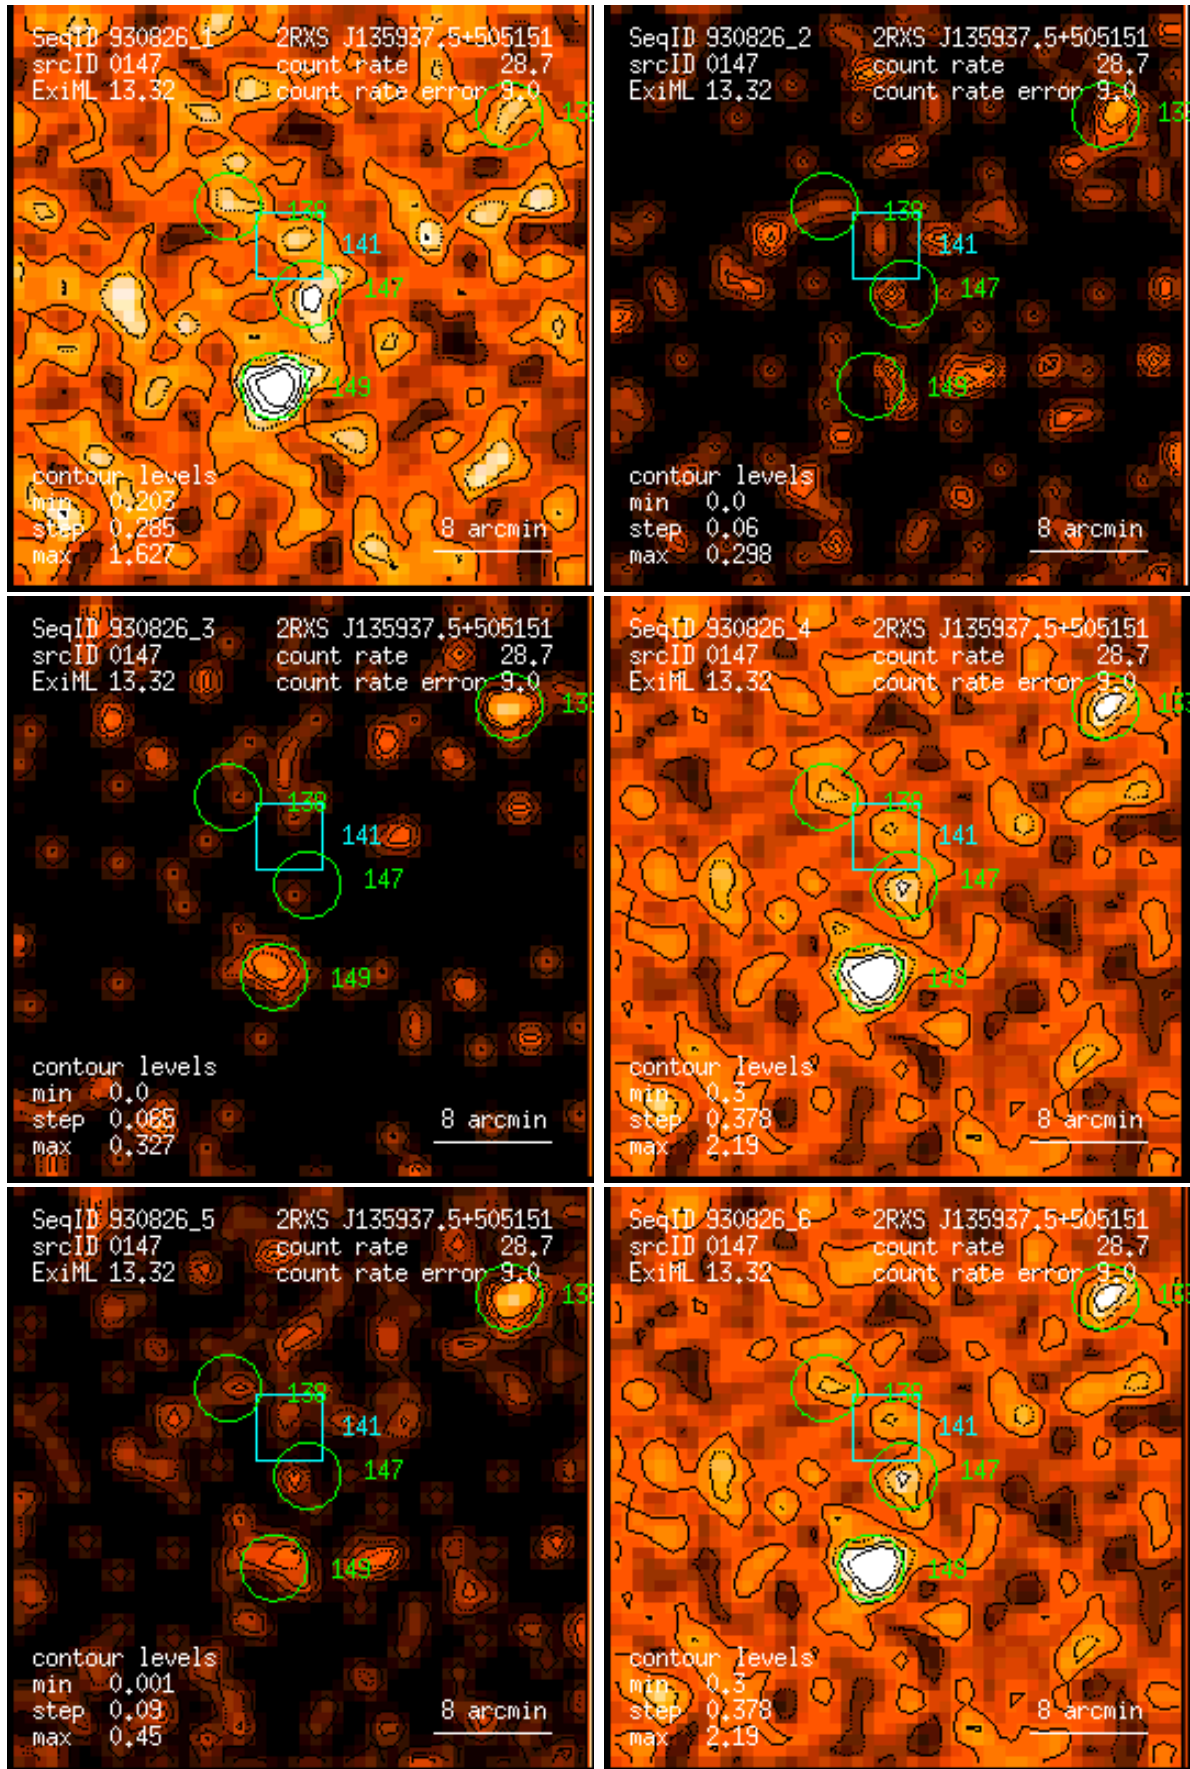 SeqID 930826_1 2RXS J135937.5+505151
srcID 0147 count rate 28.7
ExiML 13.32 count rate error 9.0
138
141
147
149
contour levels
min 0.203
step 0.285
max 1.627
8 arcmin
SeqID 930826_2 2RXS J135937.5+505151
srcID 0147 count rate 28.7
ExiML 13.32 count rate error 9.0
138
141
147
149
contour levels
min 0.0
step 0.06
max 0.298
8 arcmin
SeqID 930826_3 2RXS J135937.5+505151
srcID 0147 count rate 28.7
ExiML 13.32 count rate error 9.0
138
141
147
149
contour levels
min 0.0
step 0.065
max 0.327
8 arcmin
SeqID 930826_4 2RXS J135937.5+505151
srcID 0147 count rate 28.7
ExiML 13.32 count rate error 9.0
138
141
147
149
contour levels
min 0.3
step 0.378
max 2.19
8 arcmin
SeqID 930826_5 2RXS J135937.5+505151
srcID 0147 count rate 28.7
ExiML 13.32 count rate error 9.0
138
141
147
149
contour levels
min 0.001
step 0.09
max 0.45
8 arcmin
SeqID 930826_6 2RXS J135937.5+505151
srcID 0147 count rate 28.7
ExiML 13.32 count rate error 9.0
138
141
147
149
contour levels
min 0.3
step 0.378
max 2.19
8 arcmin